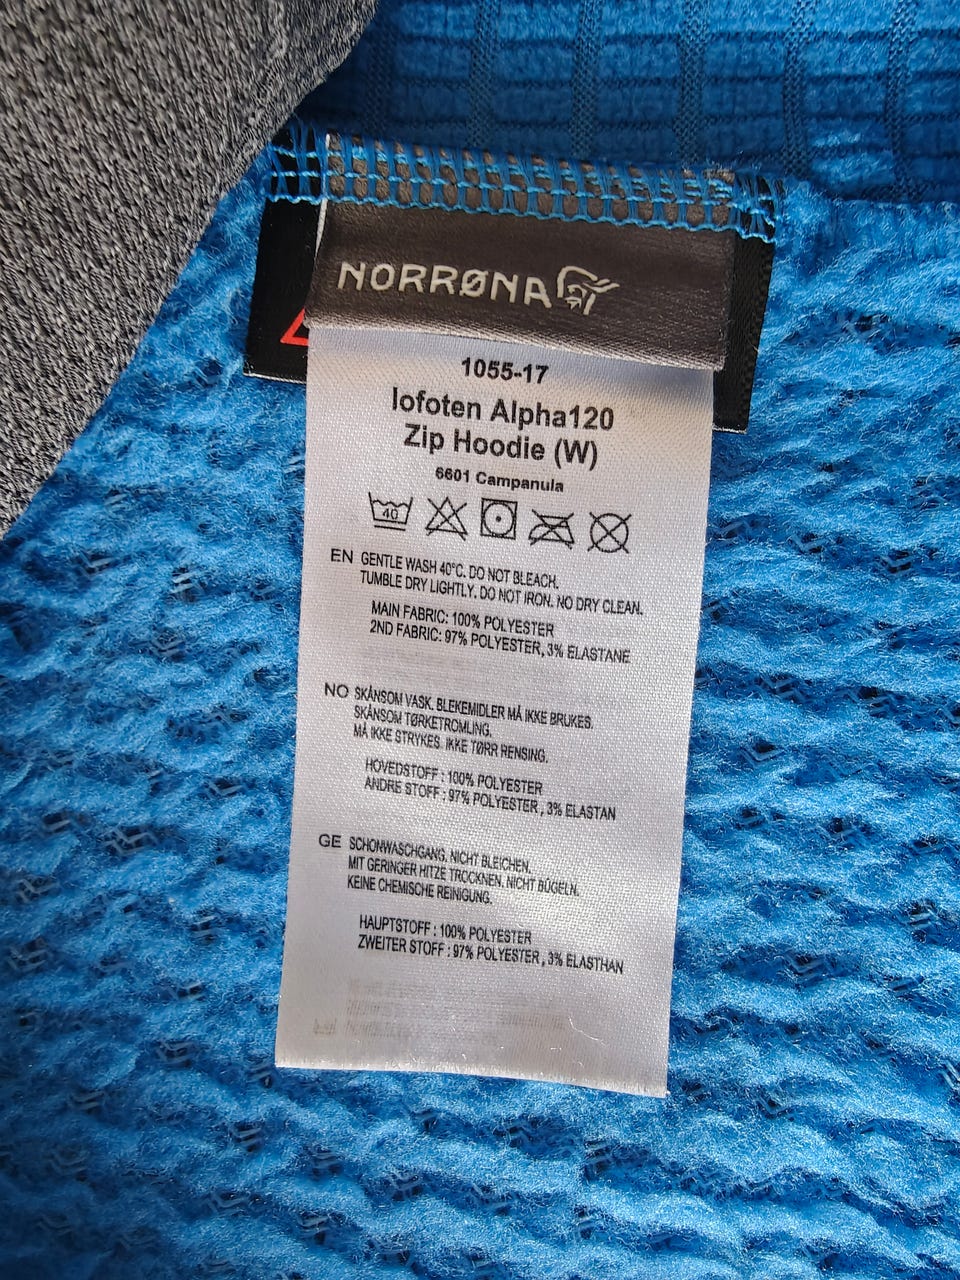 NORRØNA
1055-17
lofoten Alpha120
Zip Hoodie (W)
6601 Campanula
40
EN GENTLE WASH 40°C. DO NOT BLEACH.
TUMBLE DRY LIGHTLY. DO NOT IRON. NO DRY CLEAN.
MAIN FABRIC: 100% POLYESTER
2ND FABRIC: 97% POLYESTER, 3% ELASTANE
NO SKÅNSOM VASK. BLEKEMIDLER MÅ IKKE BRUKES.
SKÅNSOM TØRKETROMLING.
MÅ IKKE STRYKES. IKKE TØRR RENSING.
HOVEDSTOFF : 100% POLYESTER
ANDRE STOFF : 97% POLYESTER , 3% ELASTAN
GE SCHONWASCHGANG, NICHT BLEICHEN.
MIT GERINGER HITZE TROCKNEN. NICHT BÜGELN.
KEINE CHEMISCHE REINIGUNG.
HAUPTSTOFF : 100% POLYESTER
ZWEITER STOFF : 97% POLYESTER , 3% ELASTHAN